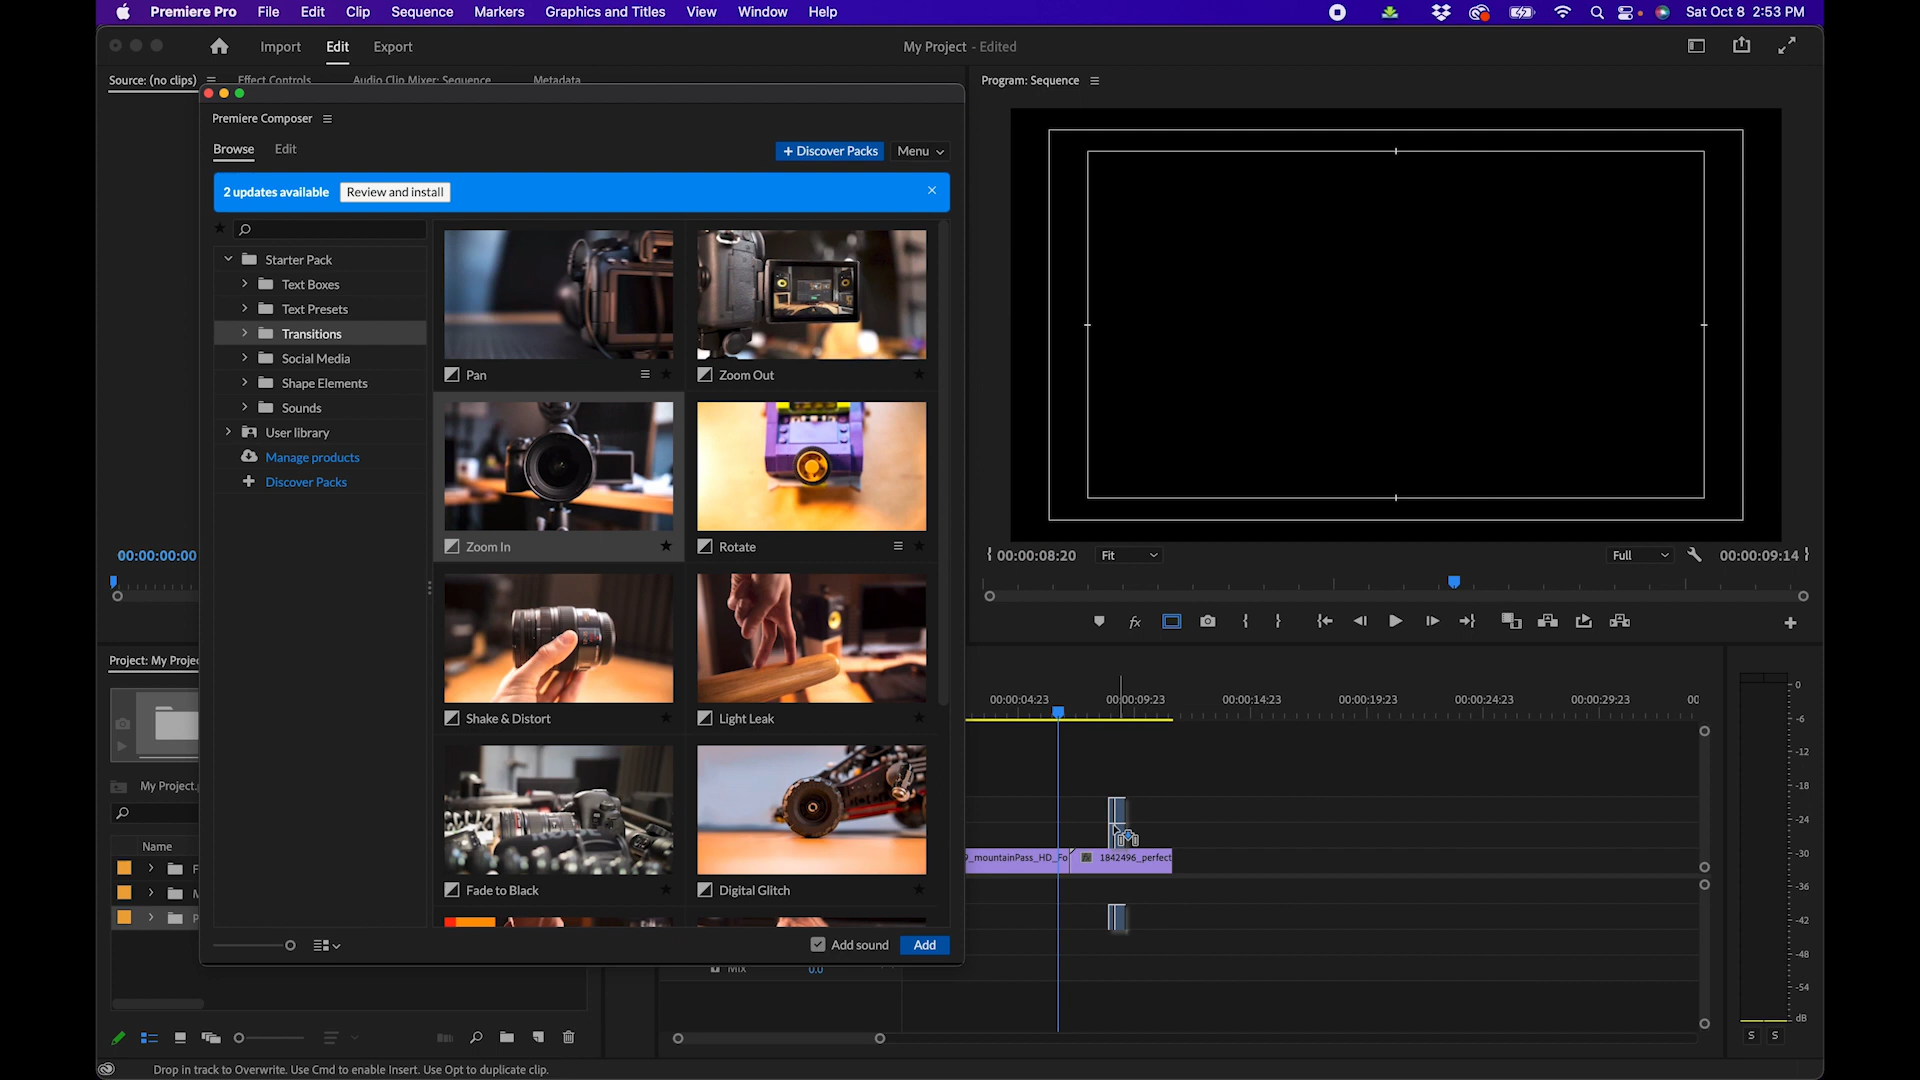 Premiere Pro File Edit Clip Sequence Markers Graphics and Titles View Window Help Sat Oct 8 2:53 PM
Import Edit Export My Project - Edited
Source: (no clips) Effect Controls Audio Clip Mixer: Sequence Metadata
Program: Sequence
Premiere Composer
Browse Edit
+ Discover Packs Menu
2 updates available Review and install
Starter Pack
Text Boxes
Text Presets
Transitions
Social Media
Shape Elements
Sounds
User library
Manage products
Discover Packs
Pan
Zoom Out
Zoom In
Rotate
Shake & Distort
Light Leak
Fade to Black
Digital Glitch
Add sound Add
00:00:00:00
00:00:08:20 Fit Full 00:00:09:14
fx
Project: My Proje
My Project.
Name
F
M
P
00:00:04:23 00:00:09:23 00:00:14:23 00:00:19:23 00:00:24:23 00:00:29:23 00
_mountainPass_HD_Fo 1842496_perfect
Mix 0.0
0
-6
-12
-18
-24
-30
-36
-42
-48
-54
dB
S S
Drop in track to Overwrite. Use Cmd to enable Insert. Use Opt to duplicate clip.